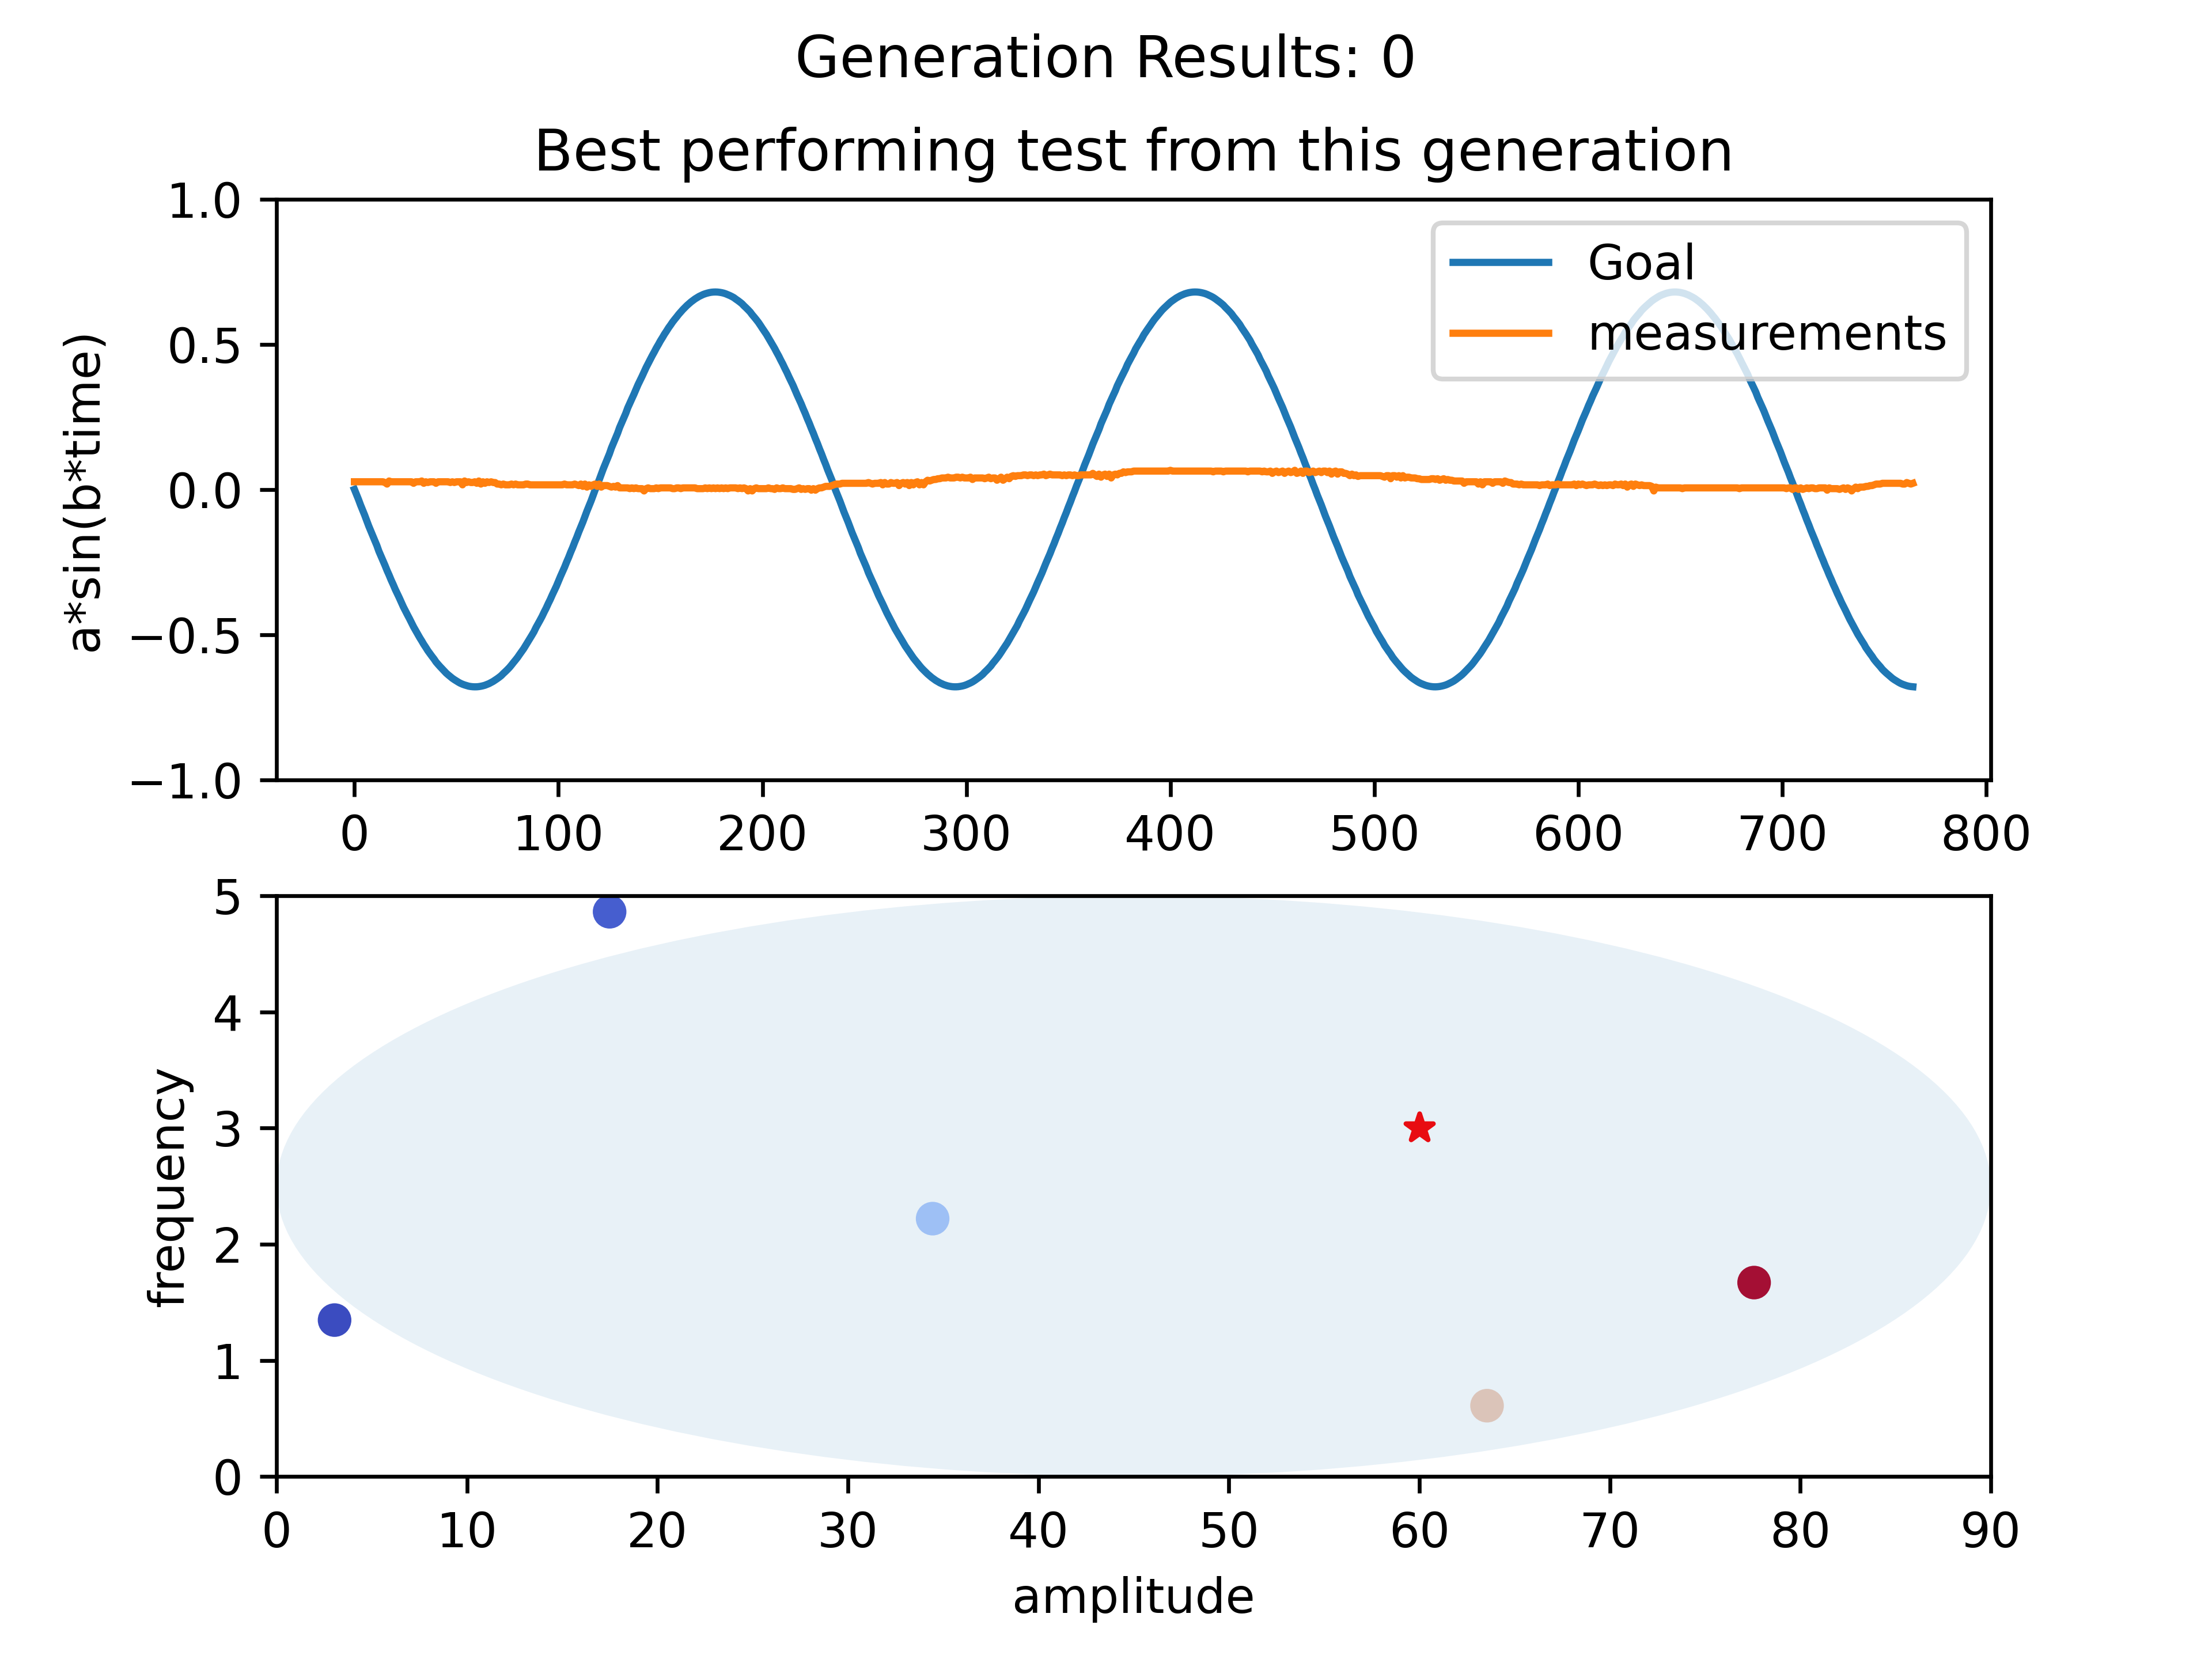 Generation Results: 0
Best performing test from this generation
1.0
0.5
0.0
−0.5
−1.0
a*sin(b*time)
Goal
measurements
0 100 200 300 400 500 600 700 800
5
4
3
2
1
0
frequency
0 10 20 30 40 50 60 70 80 90
amplitude